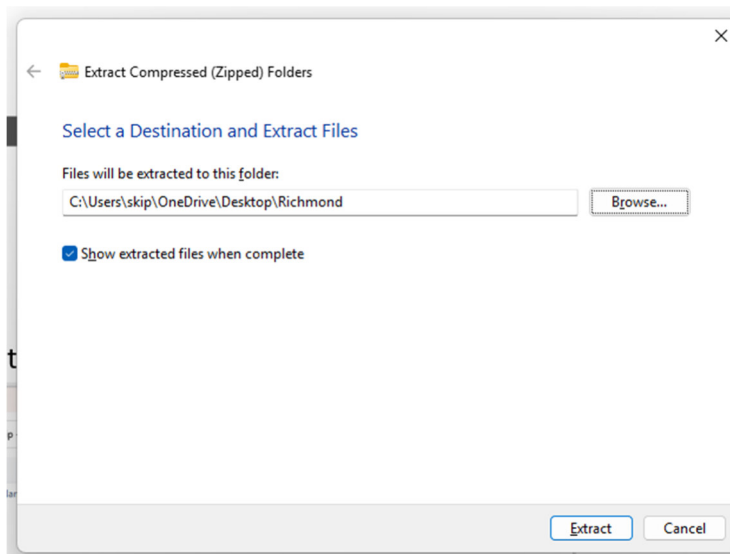 Extract Compressed (Zipped) Folders
Select a Destination and Extract Files
Files will be extracted to this folder:
C:\Users\skip\OneDrive\Desktop\Richmond
Browse...
Show extracted files when complete
t
p
lar
Extract
Cancel